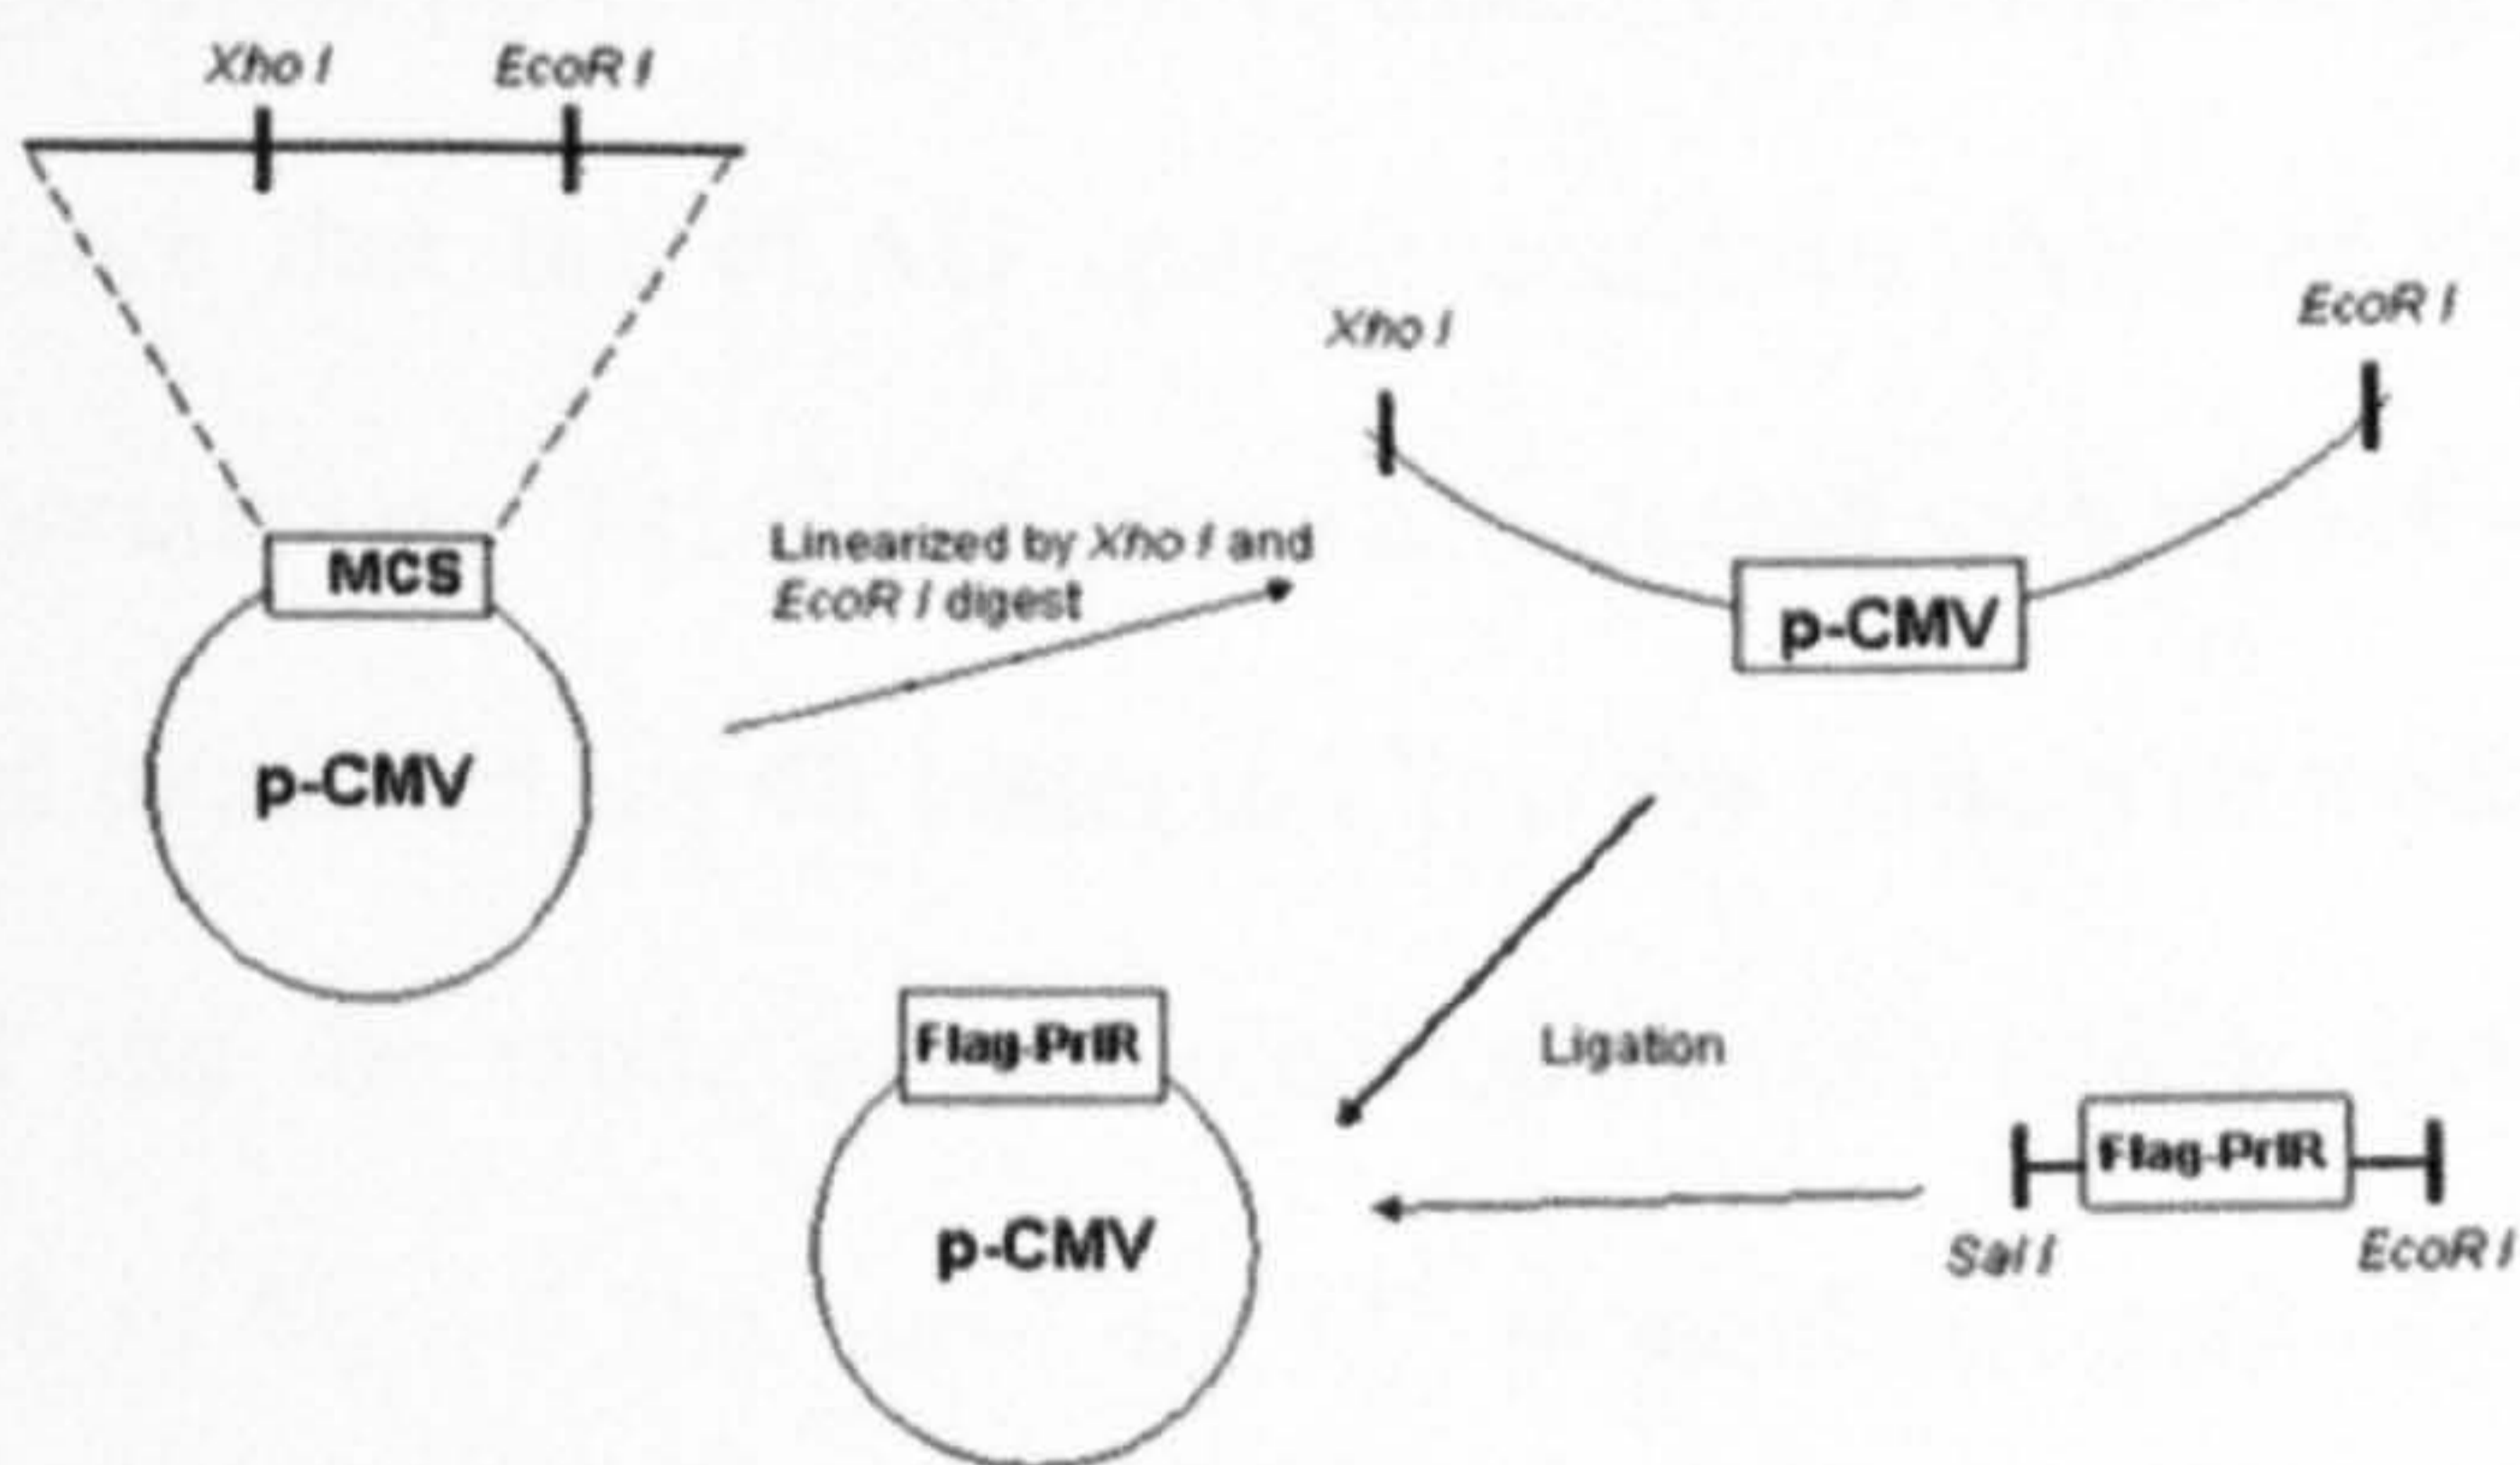 Xho I
EcoR I
MCS
p-CMV
Linearized by Xho I and
EcoR I digest
Xho I
EcoR I
p-CMV
Ligation
Flag-PrlR
p-CMV
Flag-PrlR
Sal I
EcoR I